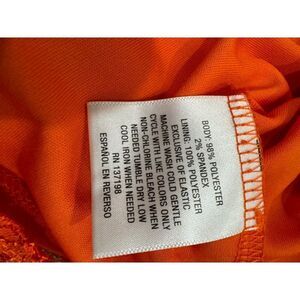 BODY: 98% POLYESTER
2% SPANDEX
LINING: 100% POLYESTER
EXCLUSIVE OF ELASTIC
MACHINE WASH COLD GENTLE
CYCLE WITH LIKE COLORS ONLY
NON-CHLORINE BLEACH WHEN
NEEDED TUMBLE DRY LOW
COOL IRON WHEN NEEDED
RN 137198
ESPAÑOL EN REVERSO